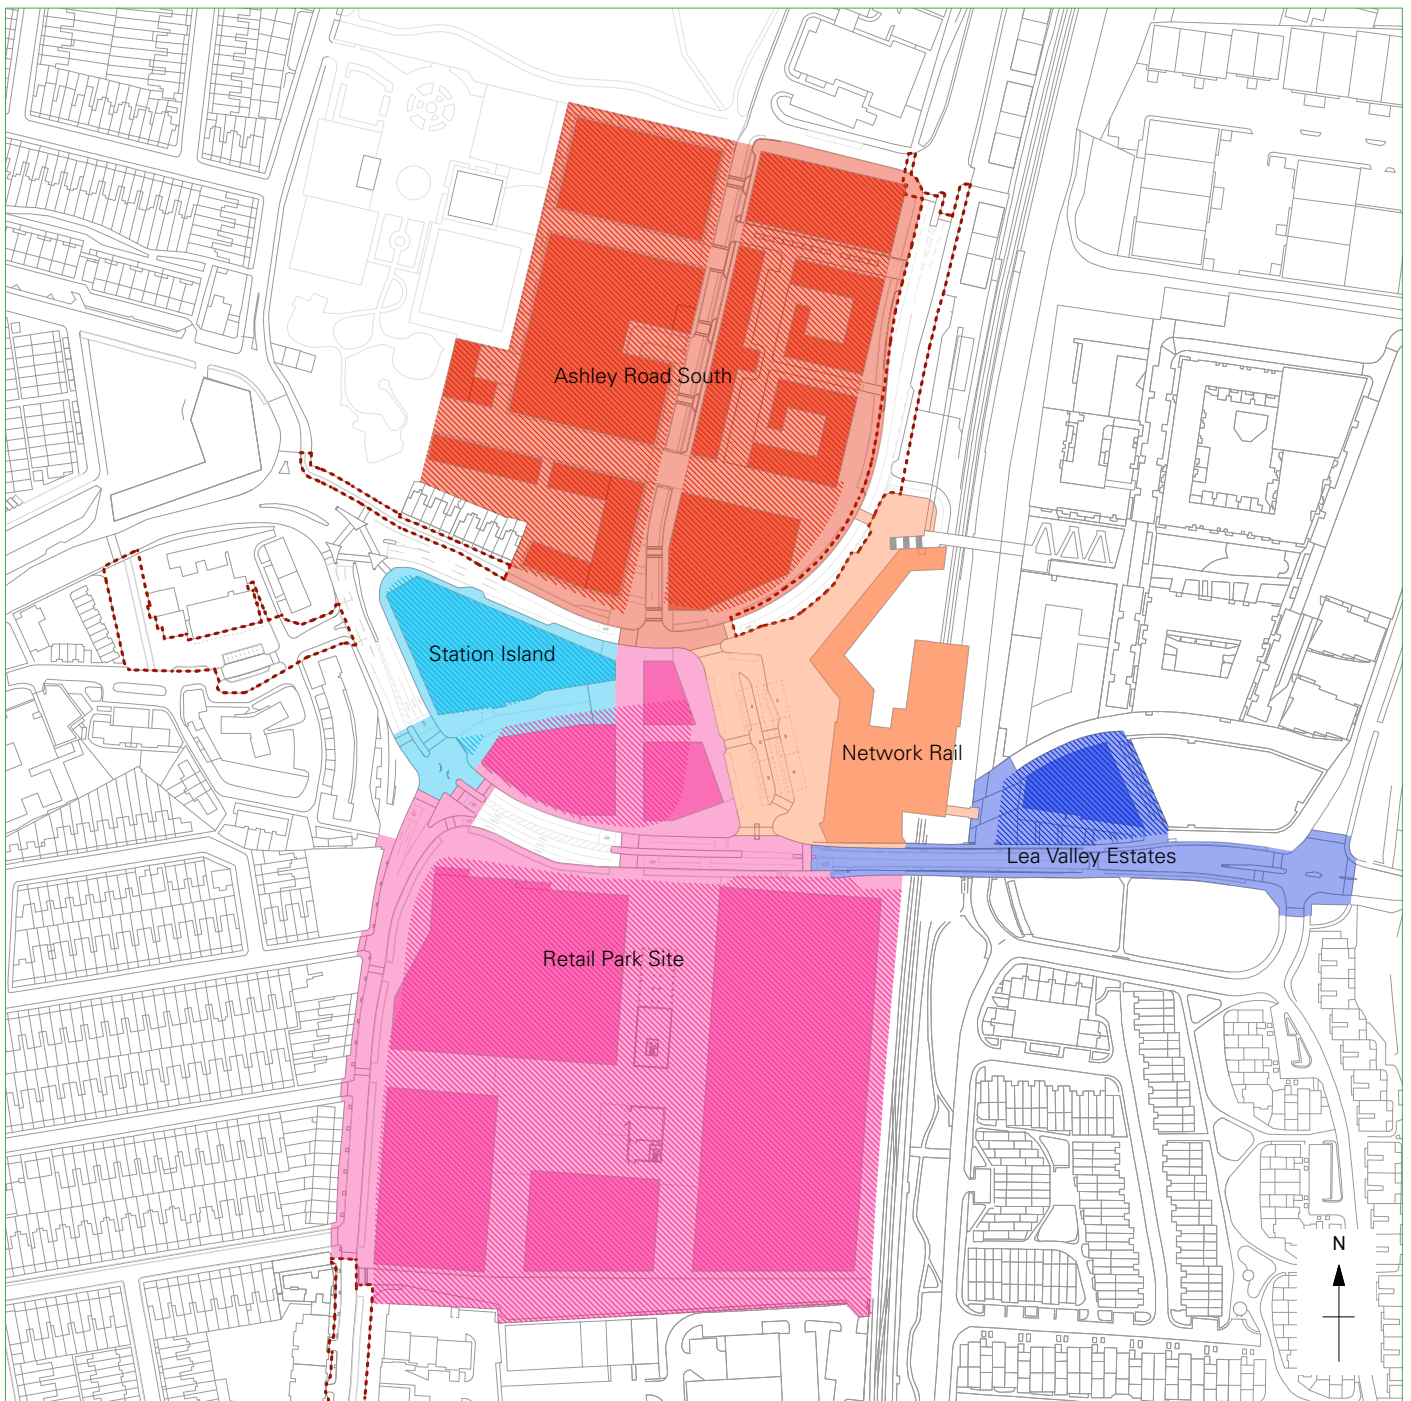 Ashley Road South
Station Island
Network Rail
Lea Valley Estates
Retail Park Site
N